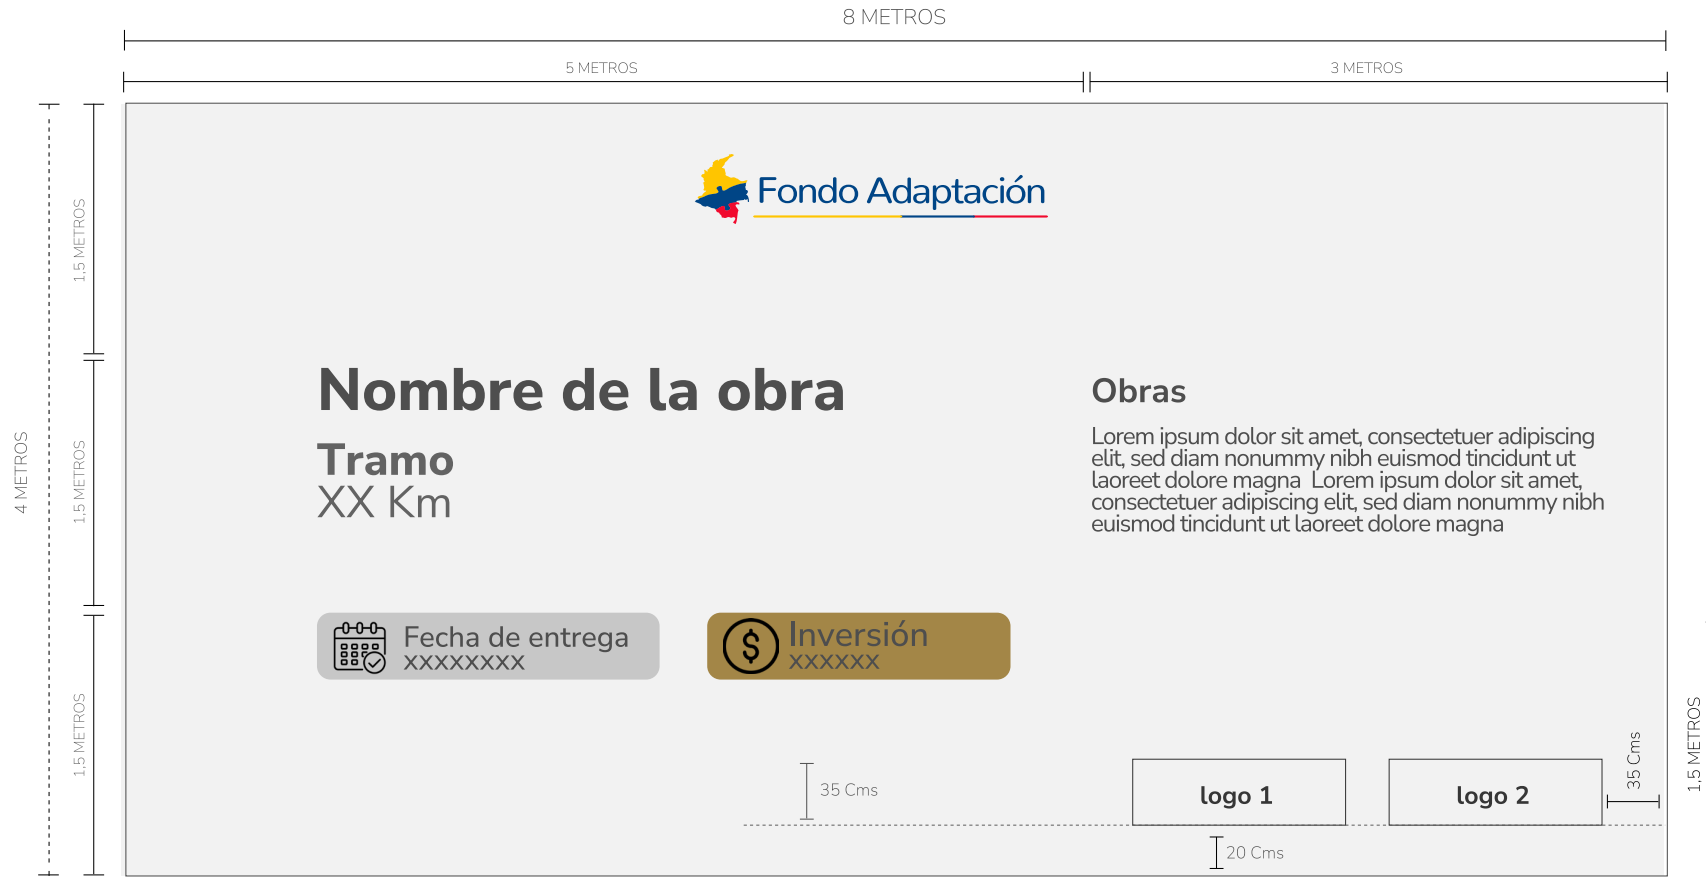 8 METROS
5 METROS
3 METROS
Fondo Adaptación
1,5 METROS
Nombre de la obra
Tramo
XX Km
Obras
Lorem ipsum dolor sit amet, consectetuer adipiscing
elit, sed diam nonummy nibh euismod tincidunt ut
laoreet dolore magna  Lorem ipsum dolor sit amet,
consectetuer adipiscing elit, sed diam nonummy nibh
euismod tincidunt ut laoreet dolore magna
4 METROS
1,5 METROS
Fecha de entrega
xxxxxxxx
$
Inversión
xxxxxx
1,5 METROS
35 Cms
logo 1
logo 2
35 Cms
1,5 METROS
20 Cms